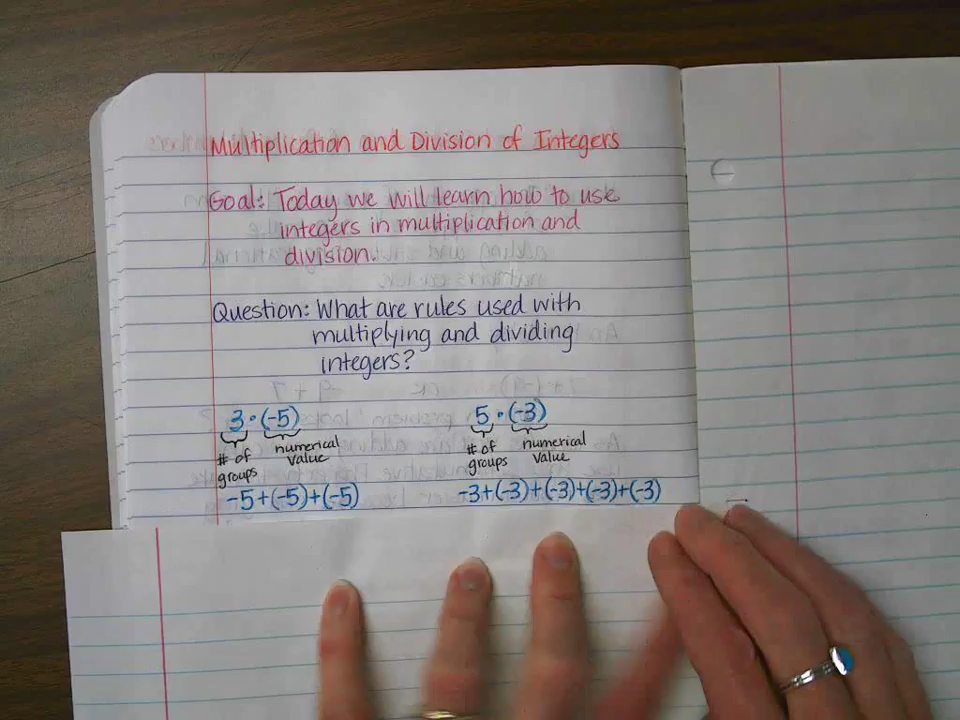 Multiplication and Division of Integers
Goal: Today we will learn how to use
integers in multiplication and
division.
Question: What are rules used with
multiplying and dividing
integers?
3 · (-5)
# of
groups
numerical
value
-5+(-5)+(-5)
5 · (-3)
# of
groups
numerical
value
-3+(-3)+(-3)+(-3)+(-3)